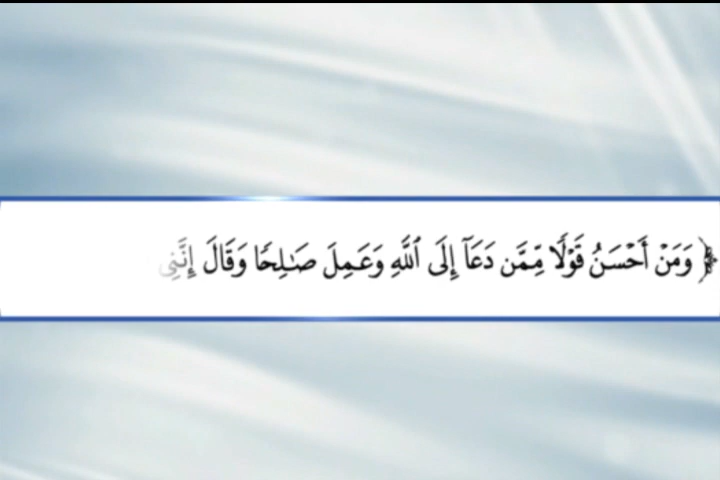 ﴿ وَمَنْ أَحْسَنُ قَوْلًا مِّمَّن دَعَآ إِلَى ٱللَّهِ وَعَمِلَ صَـٰلِحًا وَقَالَ إِنَّنِى